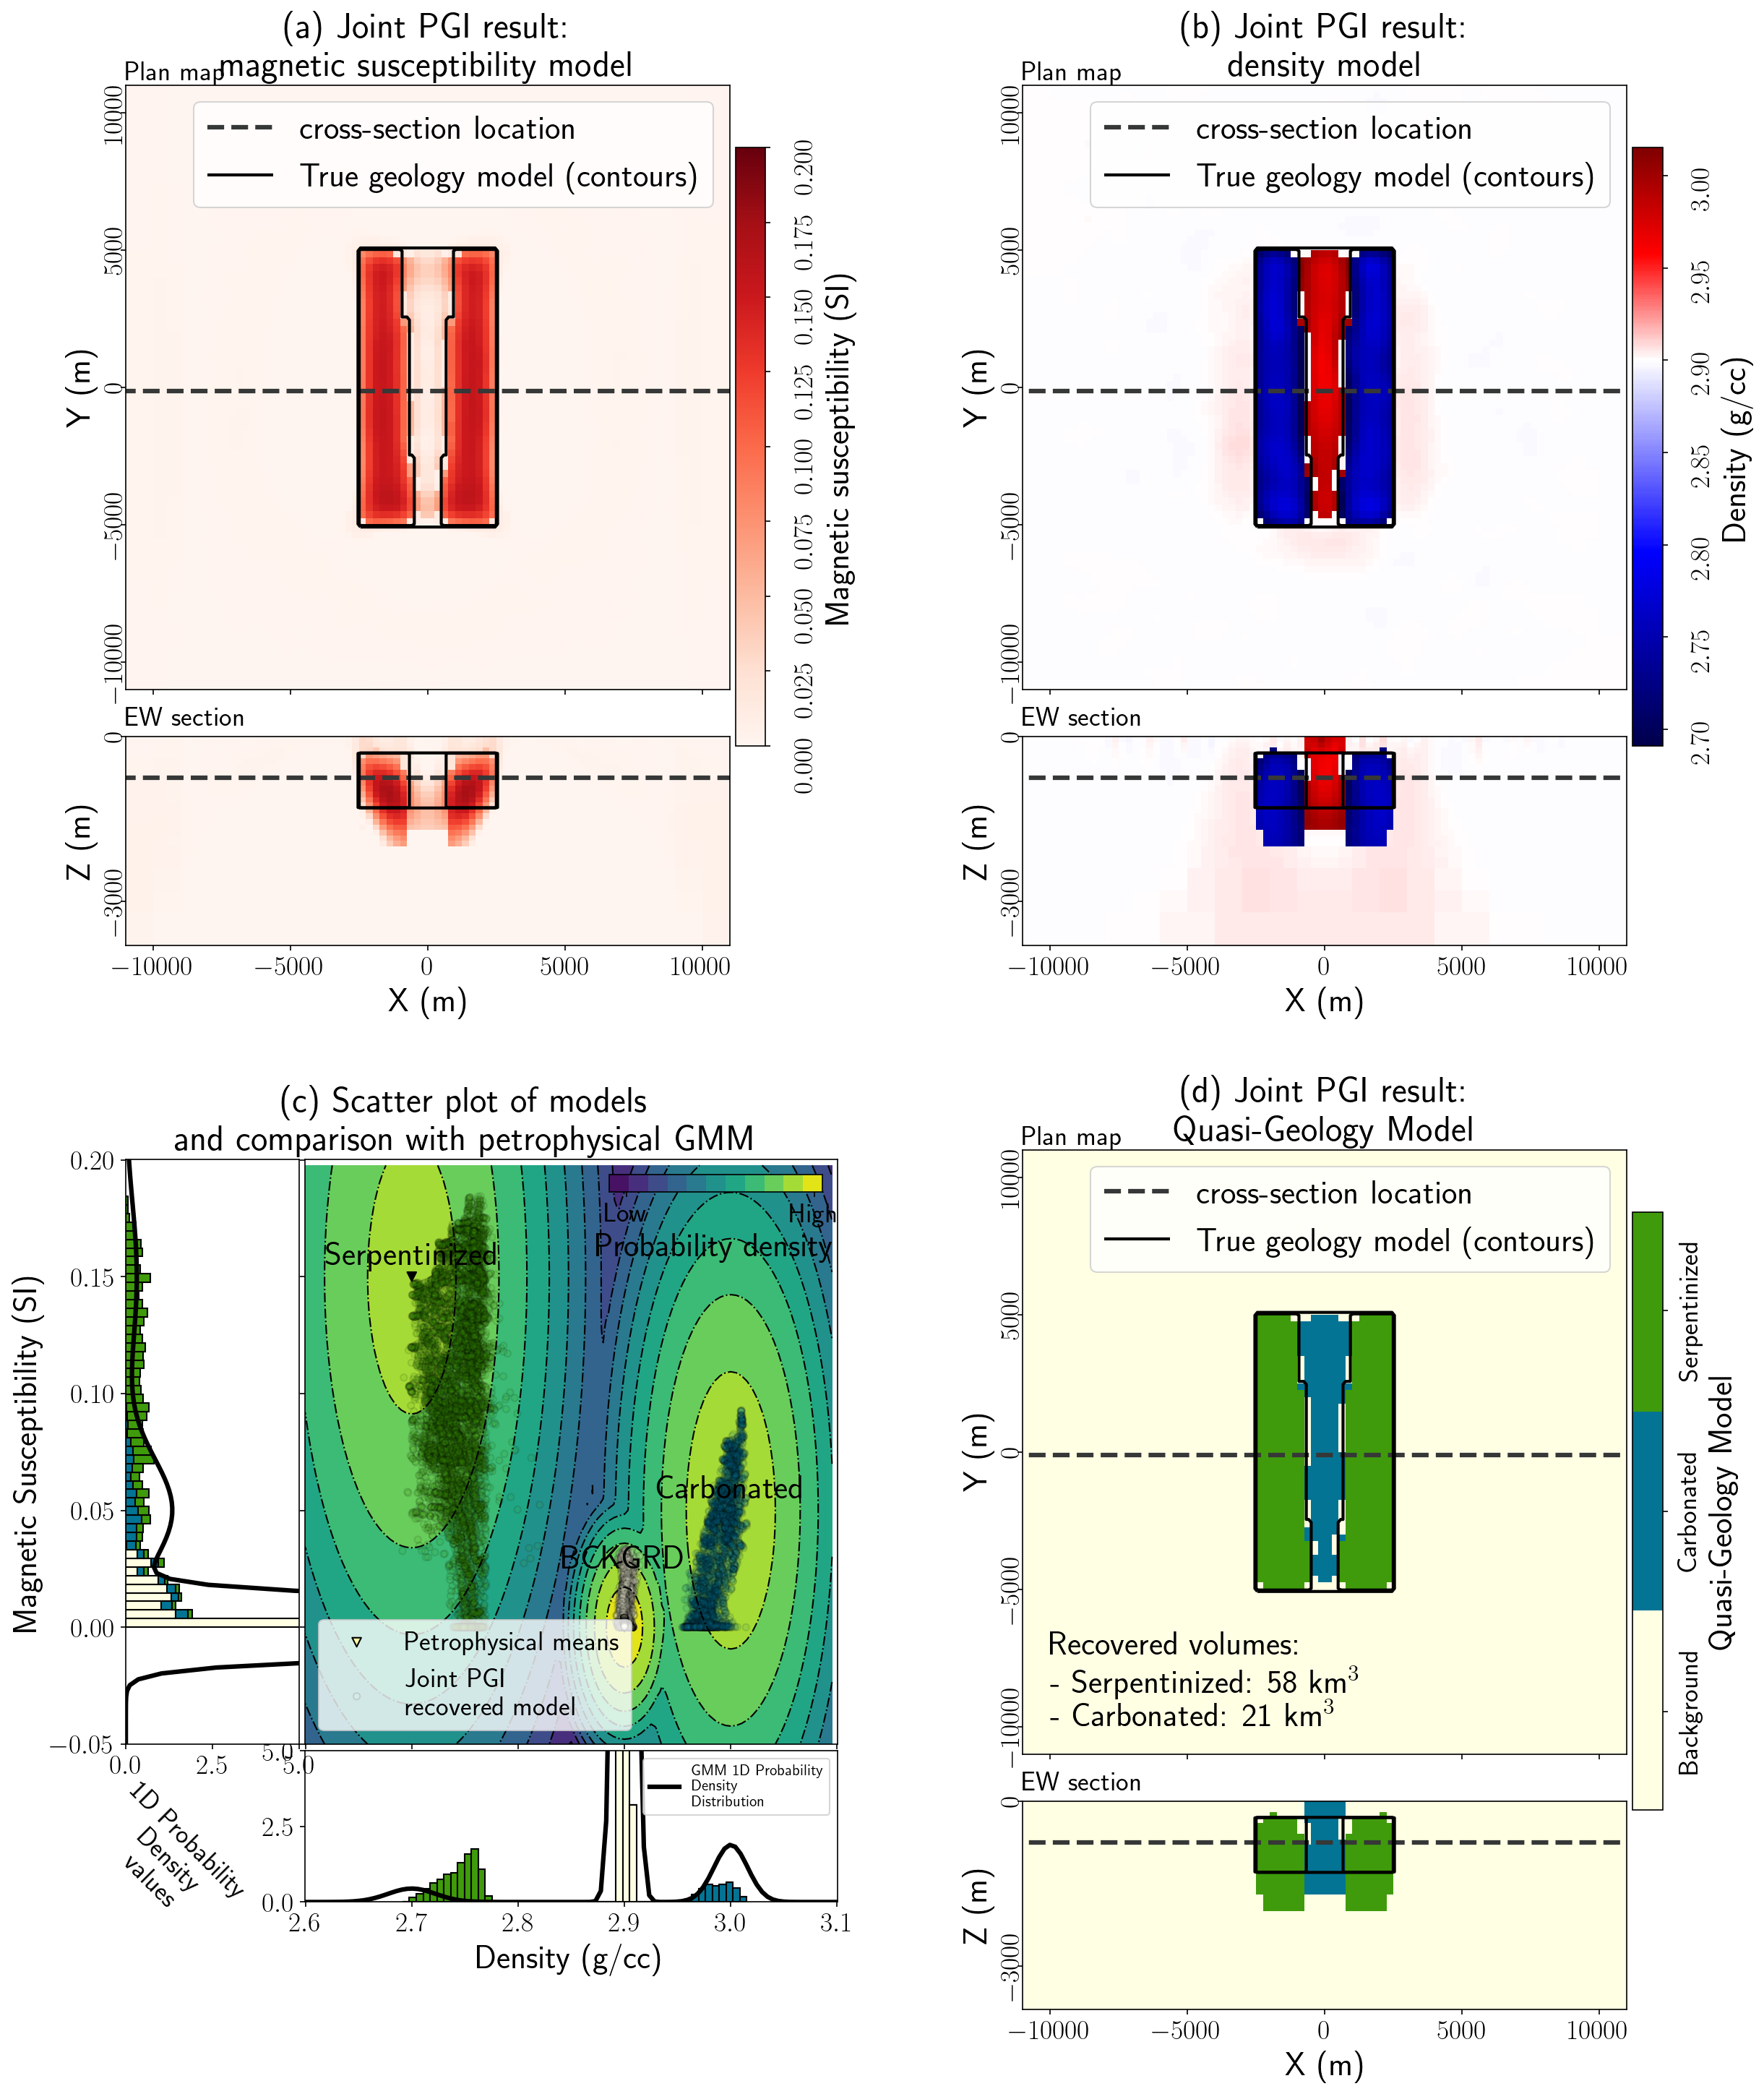 (a) Joint PGI result:
magnetic susceptibility model
Plan map
cross-section location
True geology model (contours)
10000
5000
0
−5000
−10000
Y (m)
0.200
0.175
0.150
0.125
0.100
0.075
0.050
0.025
0.000
Magnetic susceptibility (SI)
EW section
0
−3000
Z (m)
−10000 −5000 0 5000 10000
X (m)
(b) Joint PGI result:
density model
Plan map
cross-section location
True geology model (contours)
10000
5000
0
−5000
−10000
Y (m)
3.00
2.95
2.90
2.85
2.80
2.75
2.70
Density (g/cc)
EW section
0
−3000
Z (m)
−10000 −5000 0 5000 10000
X (m)
(c) Scatter plot of models
and comparison with petrophysical GMM
0.20
0.15
0.10
0.05
0.00
−0.05
Magnetic Susceptibility (SI)
0.0 2.5 5.0
1D Probability
Density
values
Low High
Probability density
Serpentinized
Carbonated
BCKGRD
Petrophysical means
Joint PGI
recovered model
5.0
2.5
0.0
GMM 1D Probability
Density
Distribution
2.6 2.7 2.8 2.9 3.0 3.1
Density (g/cc)
(d) Joint PGI result:
Quasi-Geology Model
Plan map
cross-section location
True geology model (contours)
10000
5000
0
−5000
−10000
Y (m)
Recovered volumes:
- Serpentinized: 58 km³
- Carbonated: 21 km³
Serpentinized
Carbonated
Background
Quasi-Geology Model
EW section
0
−3000
Z (m)
−10000 −5000 0 5000 10000
X (m)